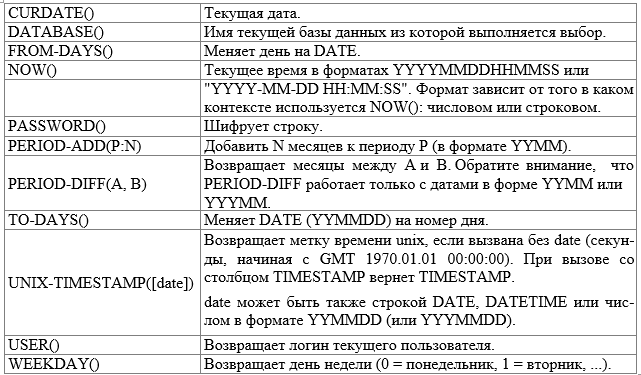 CURDATE() Текущая дата.
DATABASE() Имя текущей базы данных из которой выполняется выбор.
FROM-DAYS() Меняет день на DATE.
NOW() Текущее время в форматах YYYYMMDDHHMMSS или
"YYYY-MM-DD HH:MM:SS". Формат зависит от того в каком
контексте используется NOW(): числовом или строковом.
PASSWORD() Шифрует строку.
PERIOD-ADD(P:N) Добавить N месяцев к периоду P (в формате YYMM).
PERIOD-DIFF(A, B) Возвращает месяцы между A и B. Обратите внимание, что
PERIOD-DIFF работает только с датами в форме YYMM или
YYYMM.
TO-DAYS() Меняет DATE (YYMMDD) на номер дня.
UNIX-TIMESTAMP([date]) Возвращает метку времени unix, если вызвана без date (секун-
ды, начиная с GMT 1970.01.01 00:00:00). При вызове со
столбцом TIMESTAMP вернет TIMESTAMP.
date может быть также строкой DATE, DATETIME или чис-
лом в формате YYMMDD (или YYYMMDD).
USER() Возвращает логин текущего пользователя.
WEEKDAY() Возвращает день недели (0 = понедельник, 1 = вторник, ...).